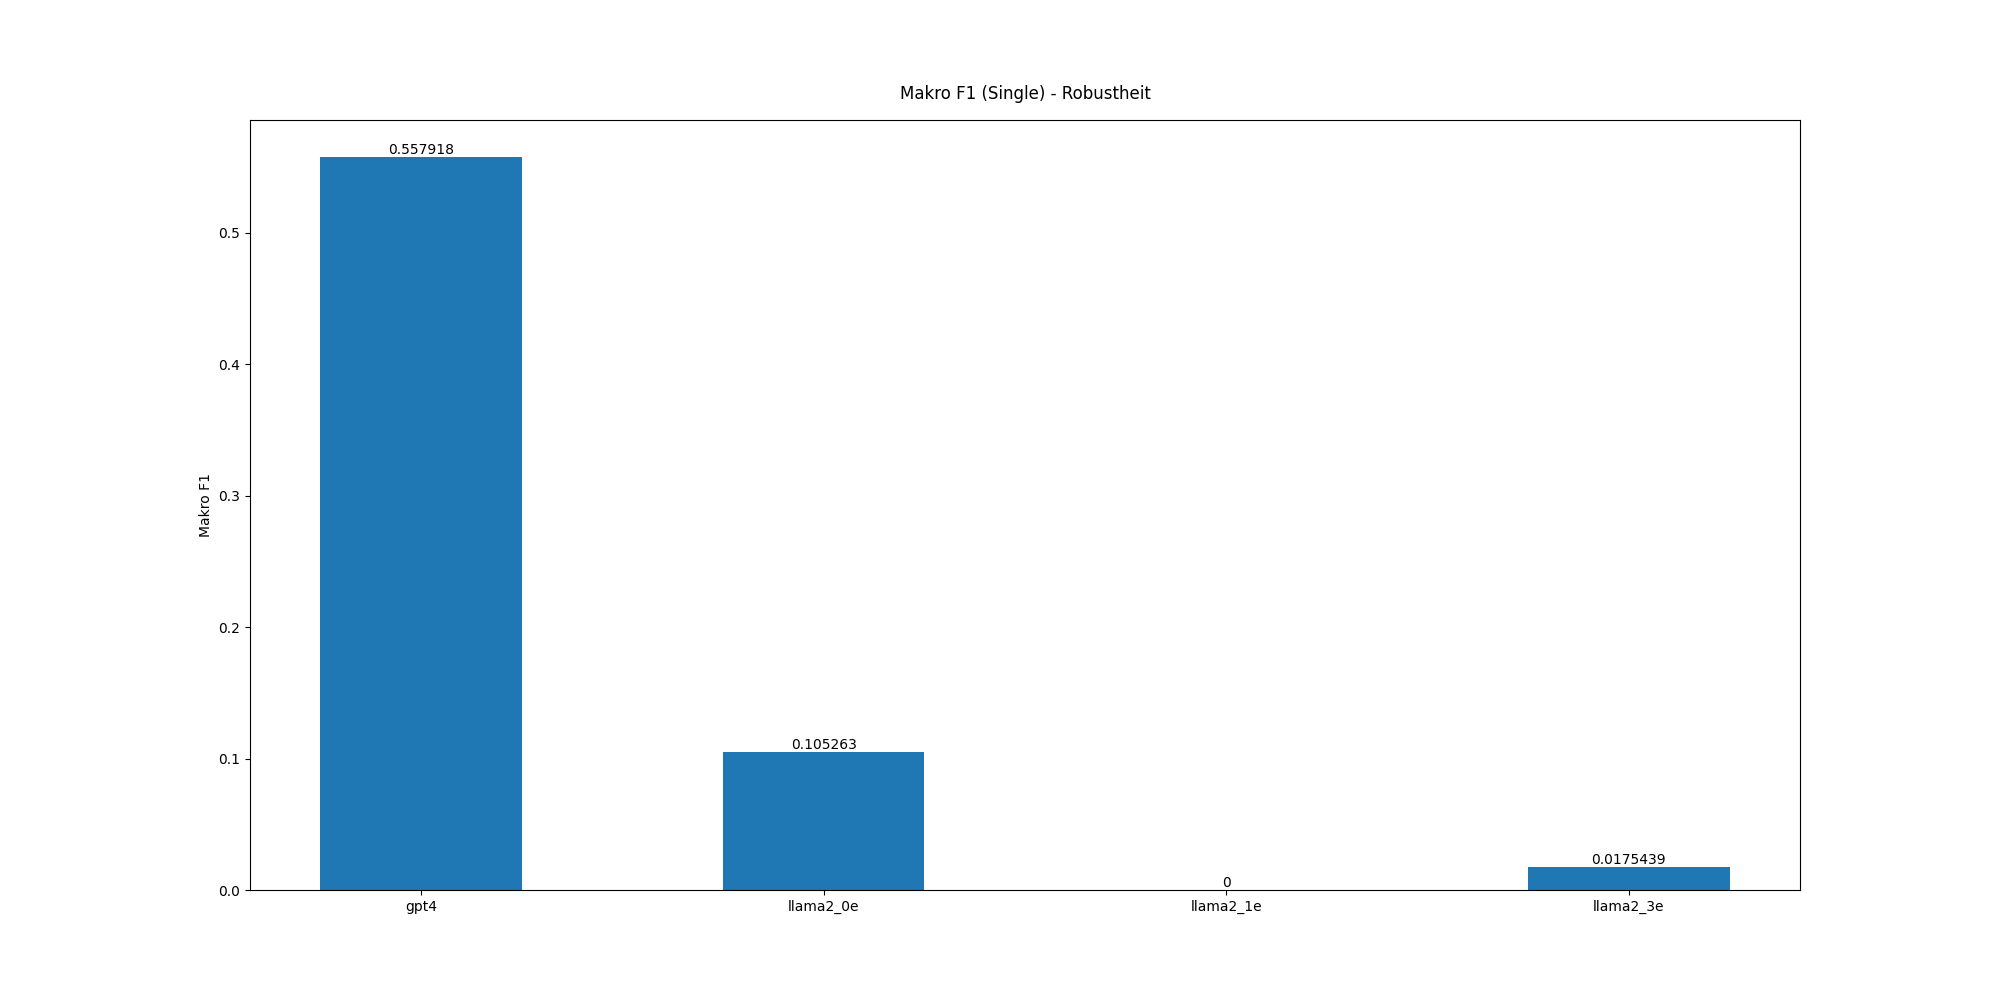 Makro F1 (Single) - Robustheit
Makro F1
0.5
0.4
0.3
0.2
0.1
0.0
0.557918
0.105263
0
0.0175439
gpt4
llama2_0e
llama2_1e
llama2_3e